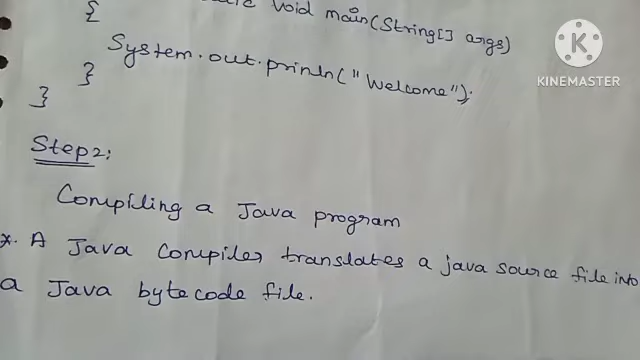 { void main(String[] args)
System.out.println("Welcome");
}
}
Step2:
Compiling a Java program
*. A Java compiler translates a java source file into
a Java bytecode file.
K
KINEMASTER